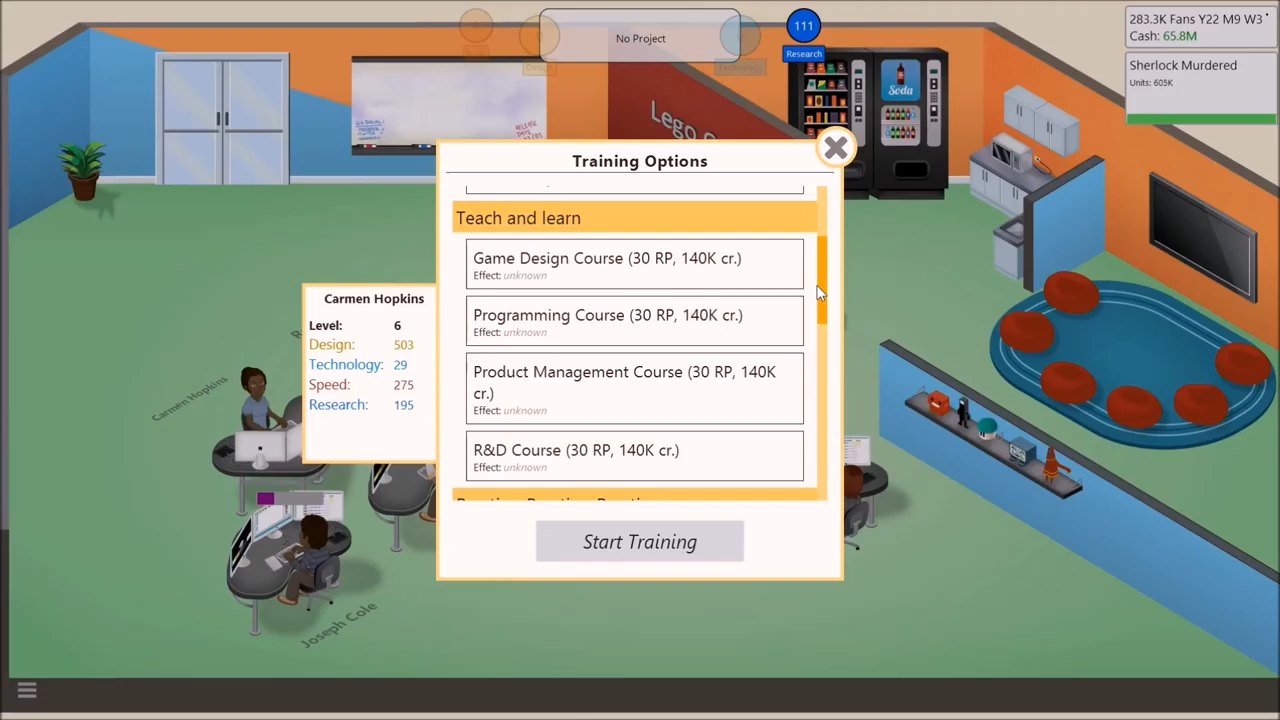 No Project
111
Research
283.3K Fans Y22 M9 W3
Cash: 65.8M
Sherlock Murdered
Units: 605K
Soda
Lego
Training Options
Teach and learn
Game Design Course (30 RP, 140K cr.)
Effect: unknown
Programming Course (30 RP, 140K cr.)
Effect: unknown
Product Management Course (30 RP, 140K
cr.)
Effect: unknown
R&D Course (30 RP, 140K cr.)
Effect: unknown
Start Training
Carmen Hopkins
Level: 6
Design: 503
Technology: 29
Speed: 275
Research: 195
Carmen Hopkins
Joseph Cole